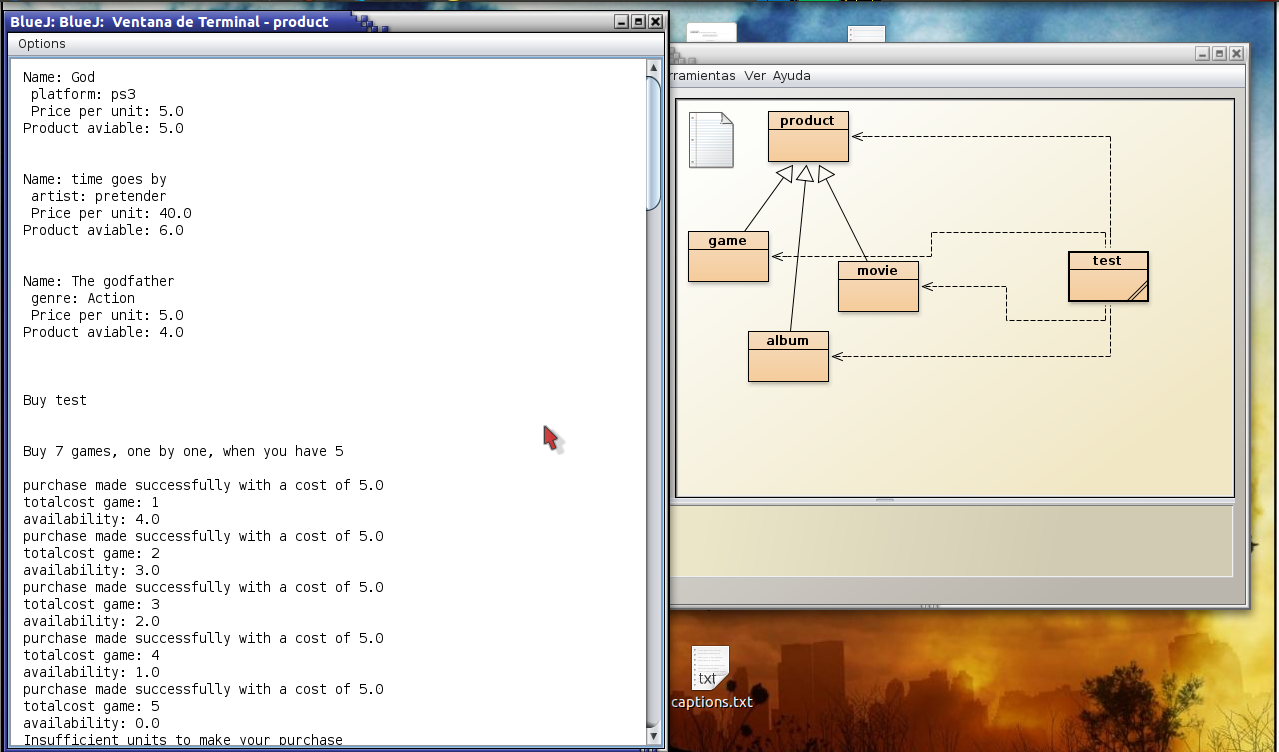 BlueJ: BlueJ:  Ventana de Terminal - product
Options
Name: God
platform: ps3
Price per unit: 5.0
Product aviable: 5.0
Name: time goes by
artist: pretender
Price per unit: 40.0
Product aviable: 6.0
Name: The godfather
genre: Action
Price per unit: 5.0
Product aviable: 4.0
Buy test
Buy 7 games, one by one, when you have 5
purchase made successfully with a cost of 5.0
totalcost game: 1
availability: 4.0
purchase made successfully with a cost of 5.0
totalcost game: 2
availability: 3.0
purchase made successfully with a cost of 5.0
totalcost game: 3
availability: 2.0
purchase made successfully with a cost of 5.0
totalcost game: 4
availability: 1.0
purchase made successfully with a cost of 5.0
totalcost game: 5
availability: 0.0
Insufficient units to make your purchase
rramientas Ver Ayuda
product
game
movie
test
album
txt
captions.txt